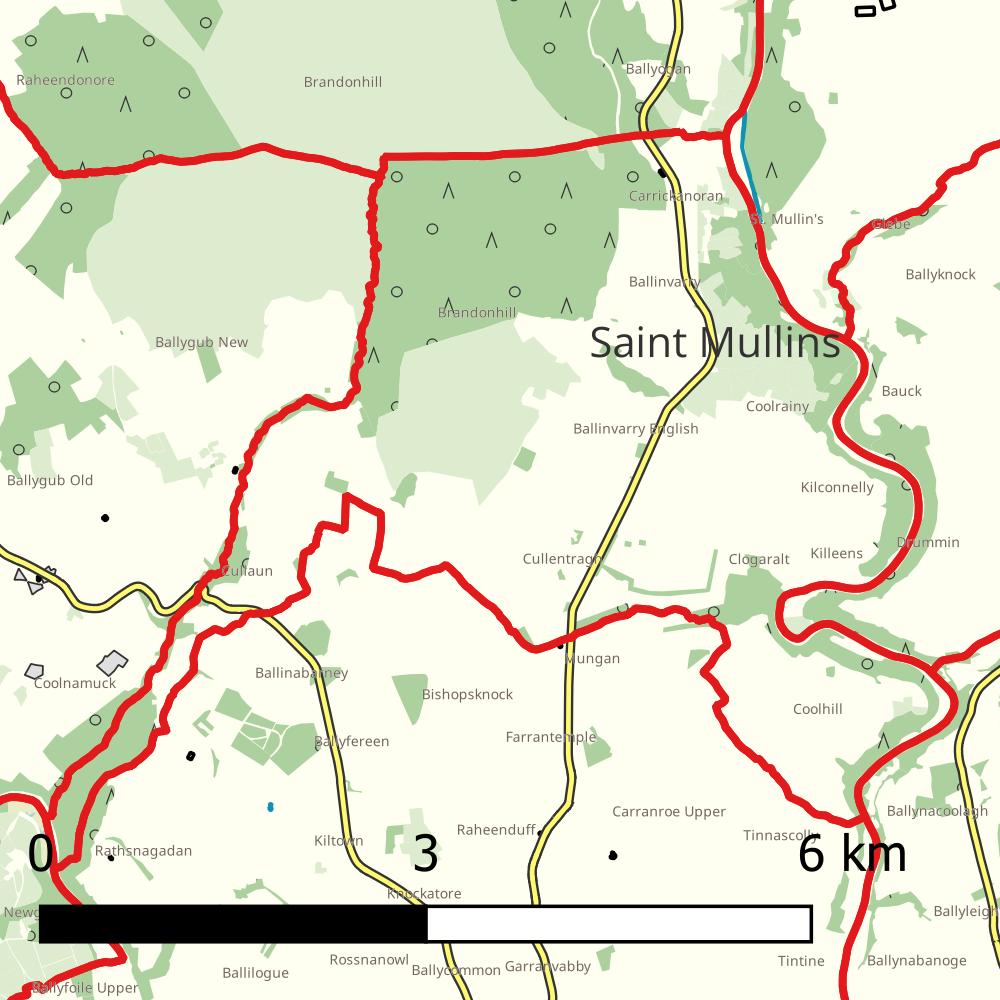 Ballycogan
Raheendonore
Brandonhill
Carrickanoran
St. Mullin's
Glebe
Ballyknock
Ballinvarry
Brandonhill
Ballygub New
Saint Mullins
Bauck
Coolrainy
Ballinvarry English
Ballygub Old
Kilconnelly
Drummin
Killeens
Cullentragh
Clogaralt
Cullaun
Mungan
Ballinabarney
Coolnamuck
Bishopsknock
Coolhill
Farrantemple
Ballyfereen
Carranroe Upper
Ballynacoolagh
Raheenduff
Tinnascolly
Kiltown
Rathsnagadan
0 3 6 km
Knockatore
Ballyleigh
Rossnanowl
Tintine
Ballynabanoge
Garranvabby
Ballycommon
Ballilogue
Ballyfoile Upper